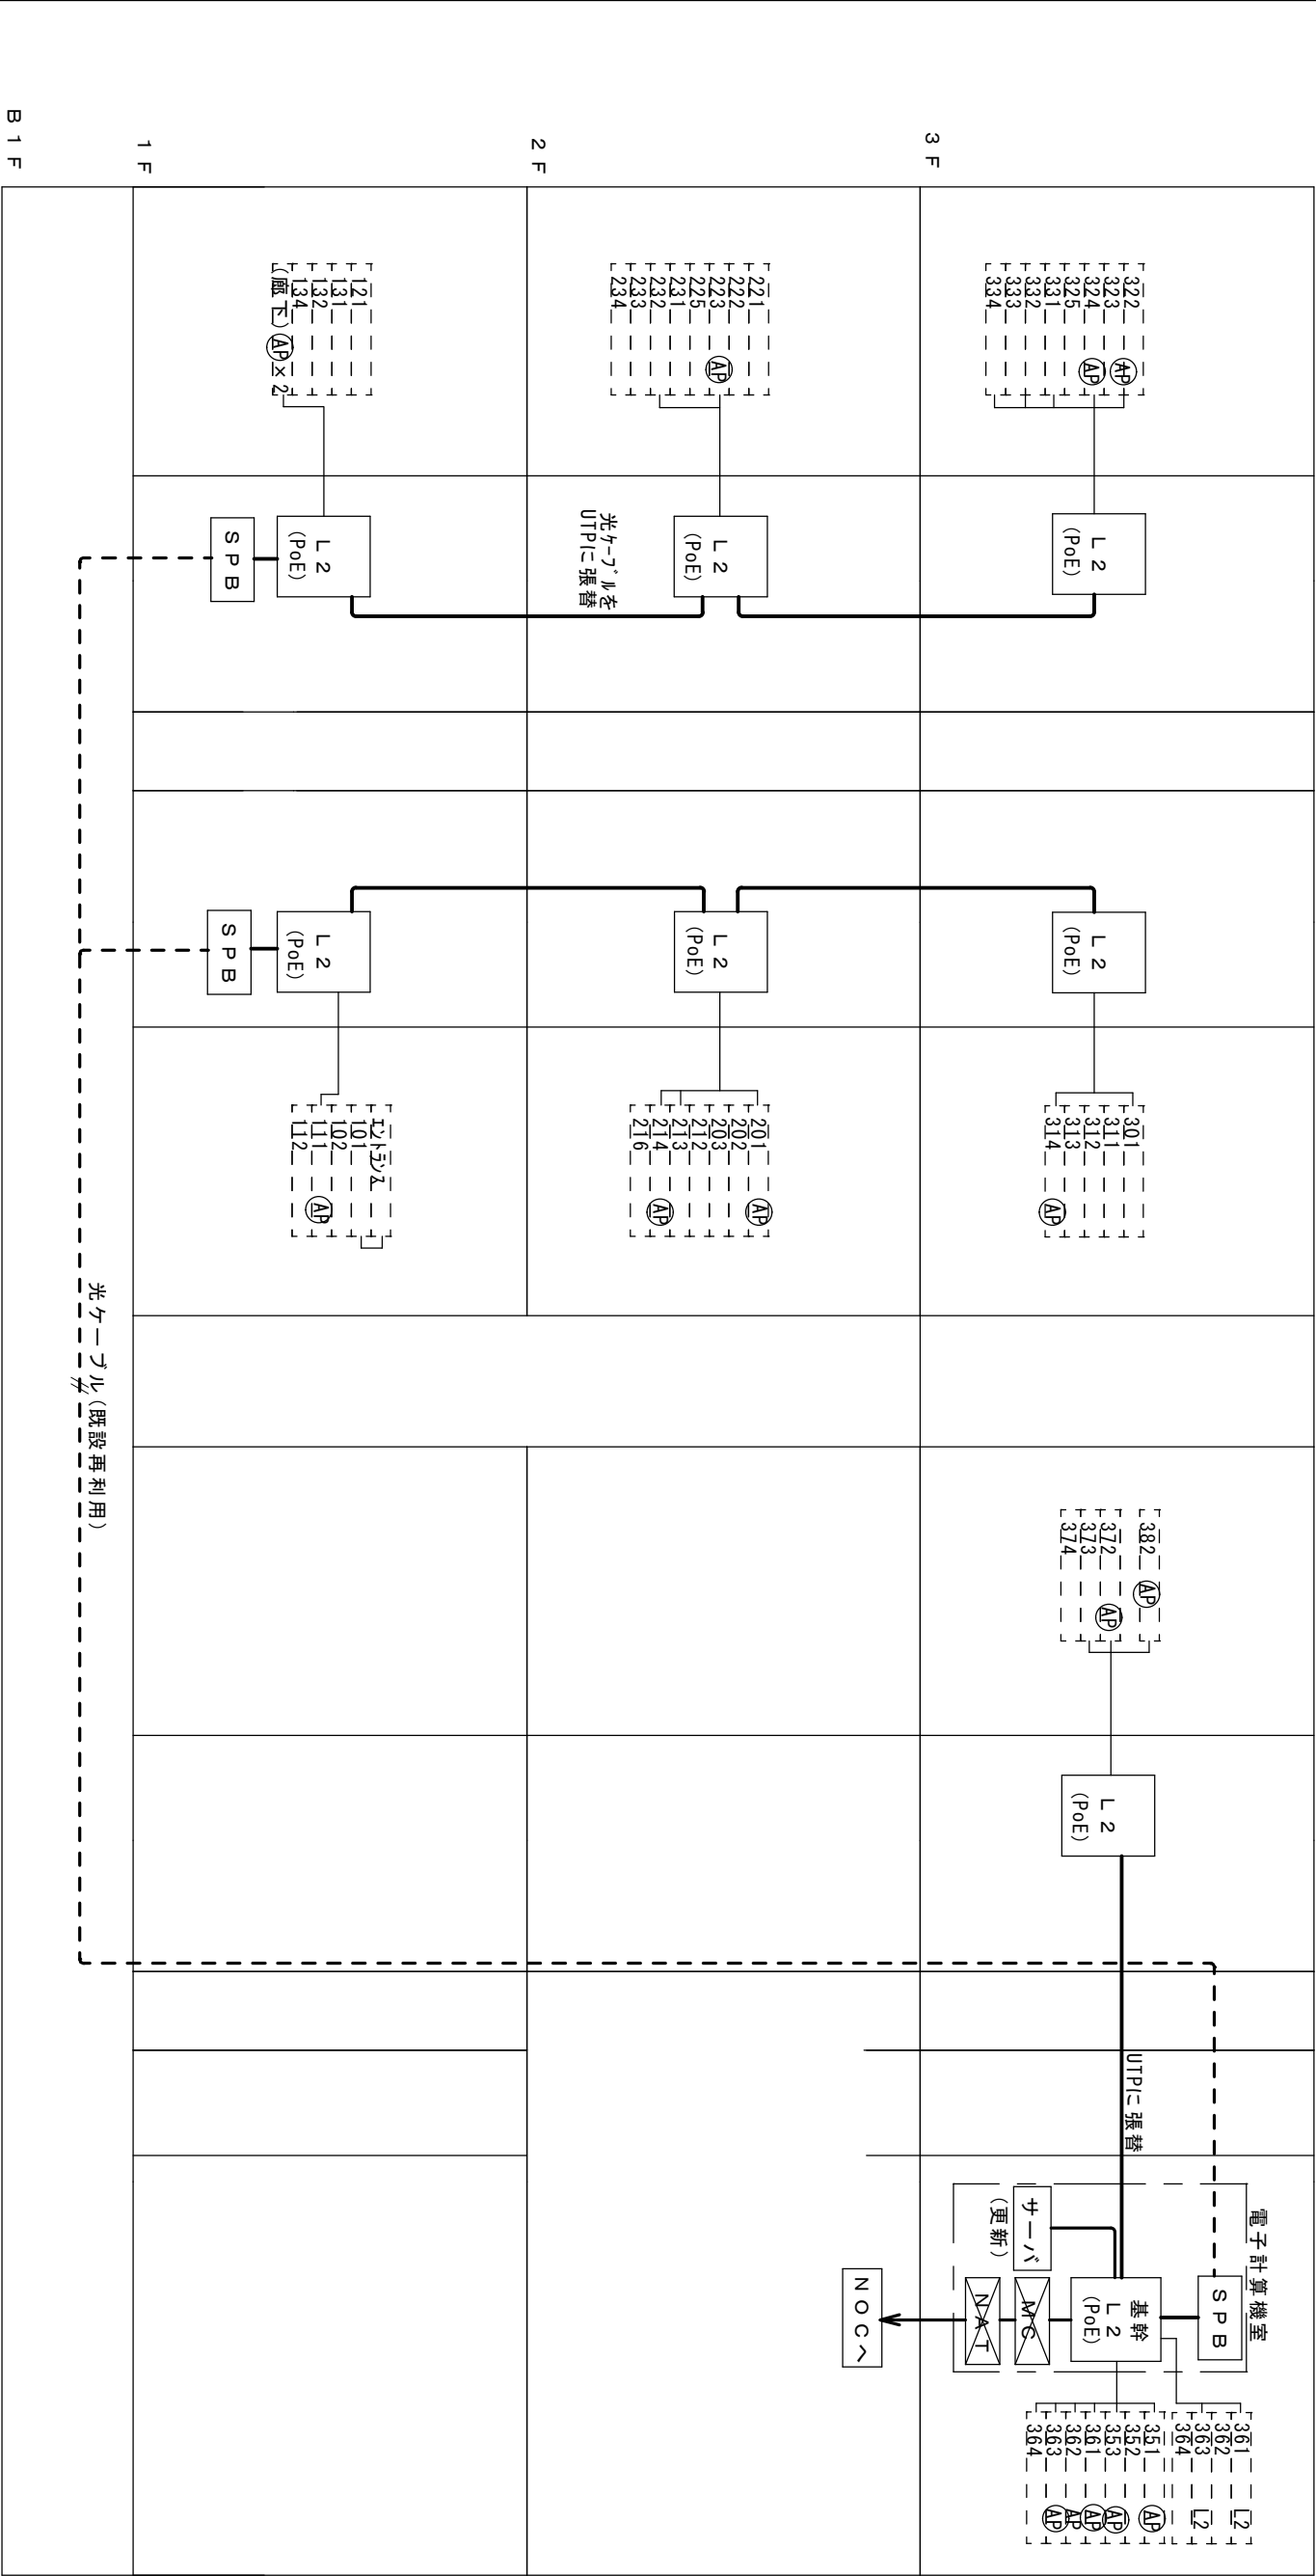 3F
322
323 AP
324 AP
325
331
332
333
334
L2
(PoE)
L2
(PoE)
301
311
312
313
314 AP
382 AP
372 AP
373
374
L2
(PoE)
UTPに張替
電子計算機室
SPB
基幹
L2
(PoE)
サーバ
(更新)
MC
NAT
NOCへ
361 L2
362
363 L2
364
351 AP
352
353 AP
361 AP
362 AP
363 AP
364
2F
221
222
223 AP
225
231
232
233
234
L2
(PoE)
光ケーブルを
UTPに張替
L2
(PoE)
201 AP
202
203
212
213
214 AP
216
1F
121
131
132
134
(廊下) AP×2
L2
(PoE)
SPB
L2
(PoE)
SPB
エントランス
101
102
111 AP
112
B1F
光ケーブル(既設再利用)